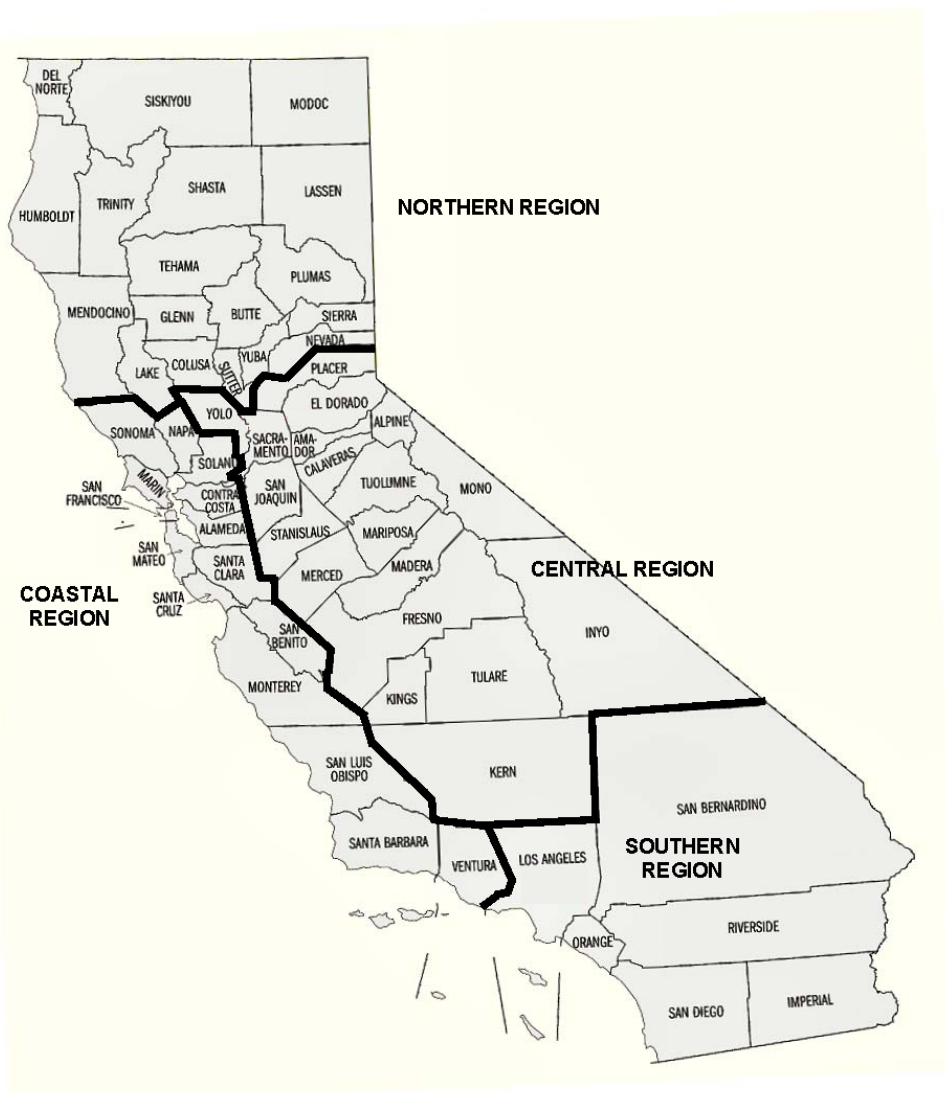 DEL
NORTE
SISKIYOU
MODOC
HUMBOLDT
TRINITY
SHASTA
LASSEN
NORTHERN REGION
TEHAMA
PLUMAS
MENDOCINO
GLENN
BUTTE
SIERRA
NEVADA
LAKE
COLUSA
SUTTER
YUBA
PLACER
YOLO
EL DORADO
SONOMA
NAPA
SACRA-
MENTO
AMA-
DOR
ALPINE
SOLANO
CALAVERAS
MARIN
SAN
FRANCISCO
CONTRA
COSTA
SAN
JOAQUIN
TUOLUMNE
MONO
ALAMEDA
STANISLAUS
MARIPOSA
SAN
MATEO
SANTA
CLARA
MERCED
MADERA
CENTRAL REGION
COASTAL
REGION
SANTA
CRUZ
FRESNO
SAN
BENITO
INYO
MONTEREY
KINGS
TULARE
SAN LUIS
OBISPO
KERN
SAN BERNARDINO
SANTA BARBARA
VENTURA
LOS ANGELES
SOUTHERN
REGION
ORANGE
RIVERSIDE
SAN DIEGO
IMPERIAL